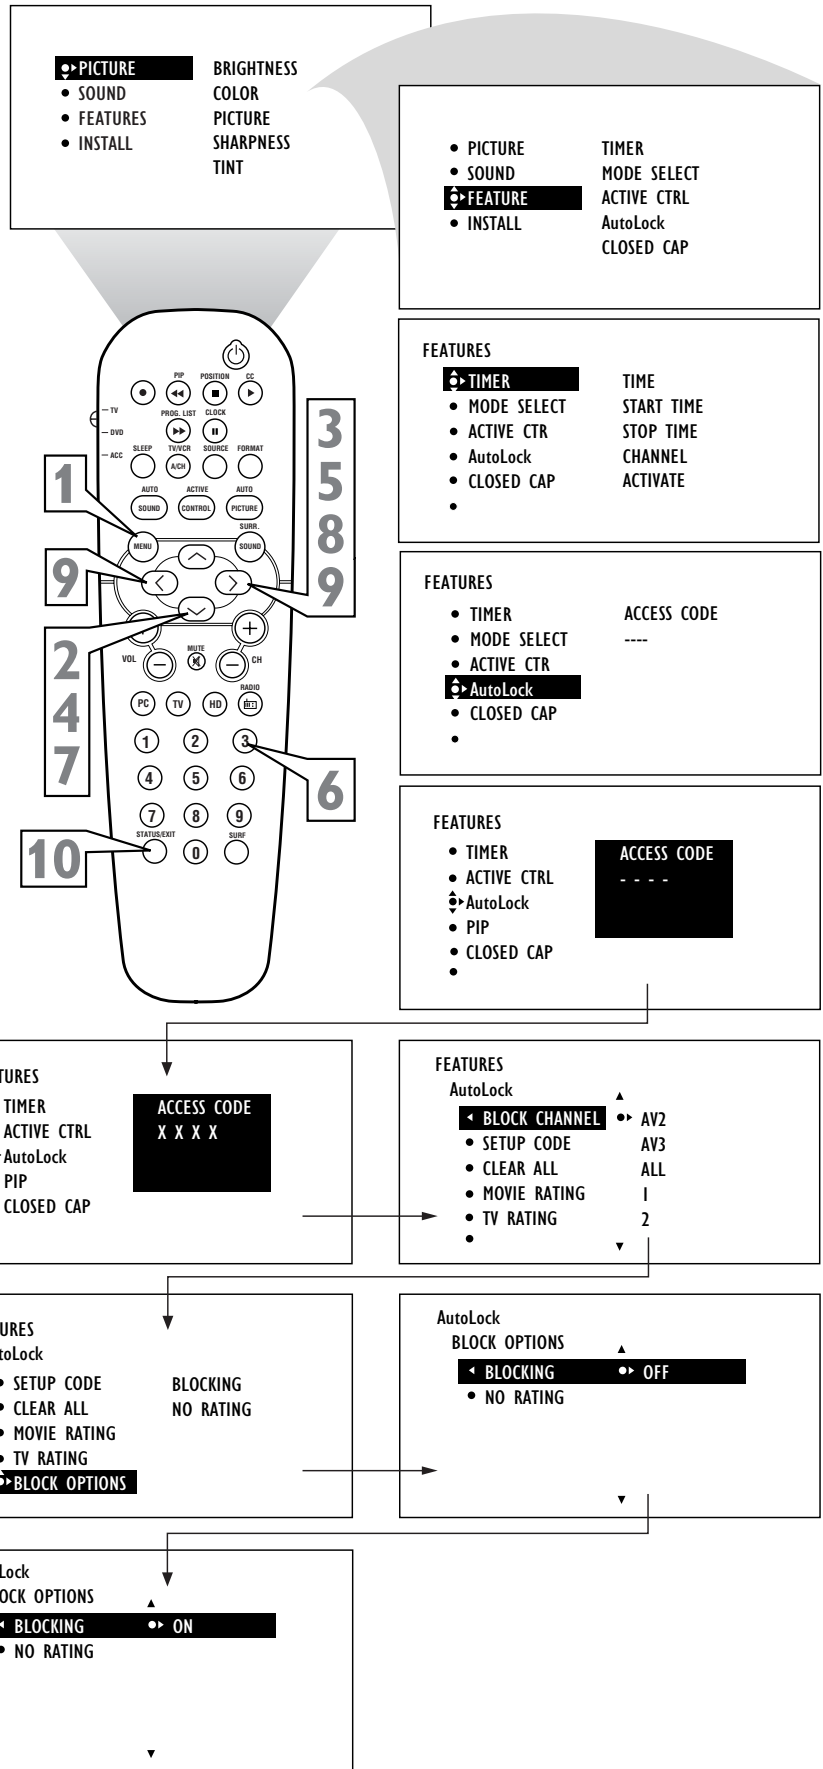 PICTURE BRIGHTNESS
SOUND COLOR
FEATURES PICTURE
INSTALL SHARPNESS
TINT
PICTURE TIMER
SOUND MODE SELECT
FEATURE ACTIVE CTRL
INSTALL AutoLock
CLOSED CAP
FEATURES
TIMER TIME
MODE SELECT START TIME
ACTIVE CTR STOP TIME
AutoLock CHANNEL
CLOSED CAP ACTIVATE
FEATURES
TIMER ACCESS CODE
MODE SELECT ----
ACTIVE CTR
AutoLock
CLOSED CAP
FEATURES
TIMER ACCESS CODE
ACTIVE CTRL - - - -
AutoLock
PIP
CLOSED CAP
PIP POSITION CC
TV
DVD
ACC
PROG. LIST CLOCK
SLEEP TV/VCR SOURCE FORMAT
A/CH
AUTO ACTIVE AUTO
SOUND CONTROL PICTURE
SURR.
MENU SOUND
VOL MUTE CH
RADIO
PC TV HD
1 2 3
4 5 6
7 8 9
STATUS/EXIT SURF
0
1
9
2
4
7
10
3
5
8
9
6
TURES
TIMER ACCESS CODE
ACTIVE CTRL X X X X
AutoLock
PIP
CLOSED CAP
FEATURES
AutoLock
BLOCK CHANNEL AV2
SETUP CODE AV3
CLEAR ALL ALL
MOVIE RATING 1
TV RATING 2
URES
toLock
SETUP CODE BLOCKING
CLEAR ALL NO RATING
MOVIE RATING
TV RATING
BLOCK OPTIONS
AutoLock
BLOCK OPTIONS
BLOCKING OFF
NO RATING
Lock
OCK OPTIONS
BLOCKING ON
NO RATING